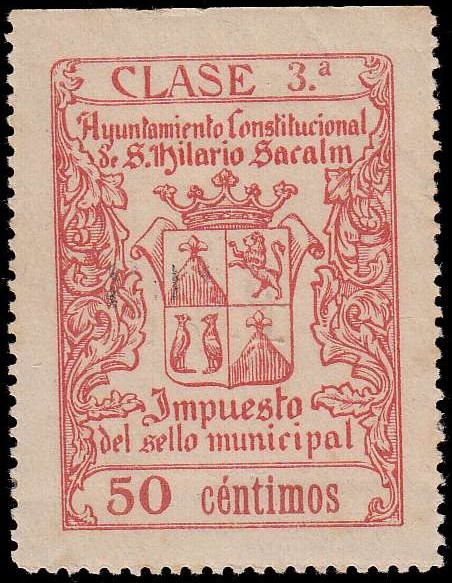 CLASE 3.ª
Ayuntamiento Constitucional
de S. Hilario Sacalm
Impuesto
del sello municipal
50 céntimos